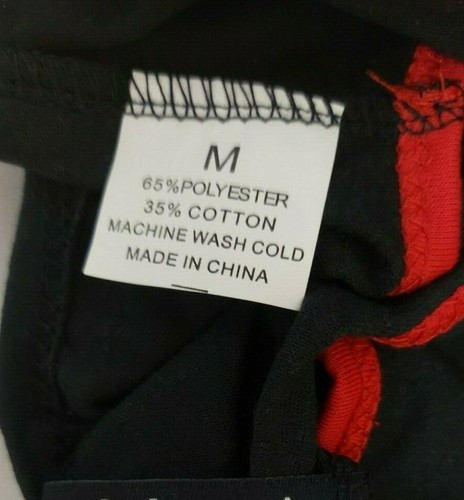 M
65%POLYESTER
35% COTTON
MACHINE WASH COLD
MADE IN CHINA